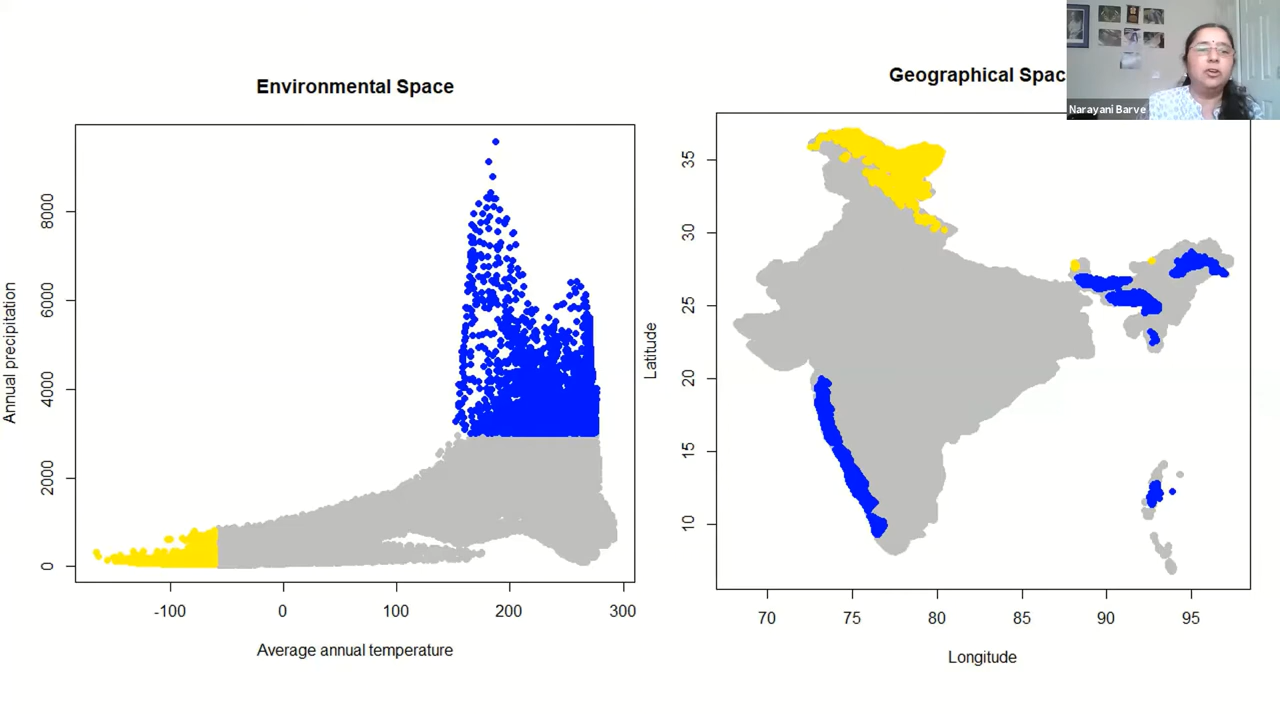 Environmental Space
Annual precipitation
8000
6000
4000
2000
0
-100 0 100 200 300
Average annual temperature
Geographical Spac
Narayani Barve
Latitude
35
30
25
20
15
10
70 75 80 85 90 95
Longitude